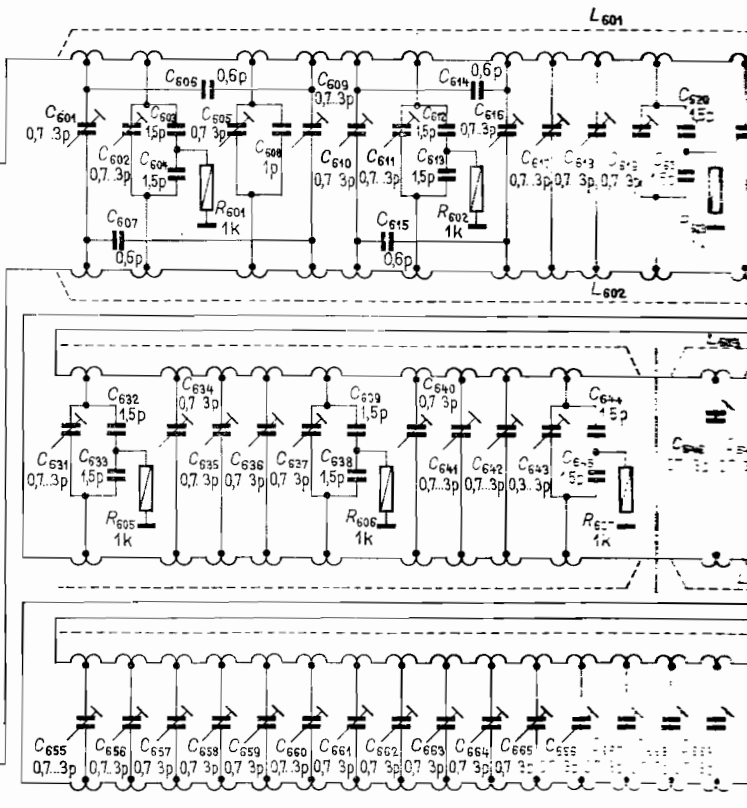 L601
C606 0,6p
C609
0,7..3p
0,6p
C614
C601
0,7..3p
C603
1,5p
C605
0,7 3p
C612
1,5p
C616
0,7 3p
C602
0,7..3p
C604
1,5p
C608
1p
C610
0,7 3p
C611
0,7..3p
C613
1,5p
0,7..3p
0,7 3p
R601
1k
R602
1k
C607
0,6p
C615
0,6p
L602
C632
1,5p
C634
0,7 3p
C639
1,5p
C640
0,7 3p
C644
1,5p
C631
0,7..3p
C633
1,5p
C635
0,7..3p
C636
0,7 3p
C637
0,7 3p
C638
1,5p
C641
0,7..3p
C642
0,7..3p
C643
0,3..3p
R605
1k
R606
1k
1k
C655
0,7..3p
C656
0,7..3p
C657
0,7 3p
C658
0,7 3p
C659
0,7 3p
C660
0,7..3p
C661
0,7 3p
C662
0,7 3p
C663
0,7 3p
C664
0,7 3p
C665
0,7 3p